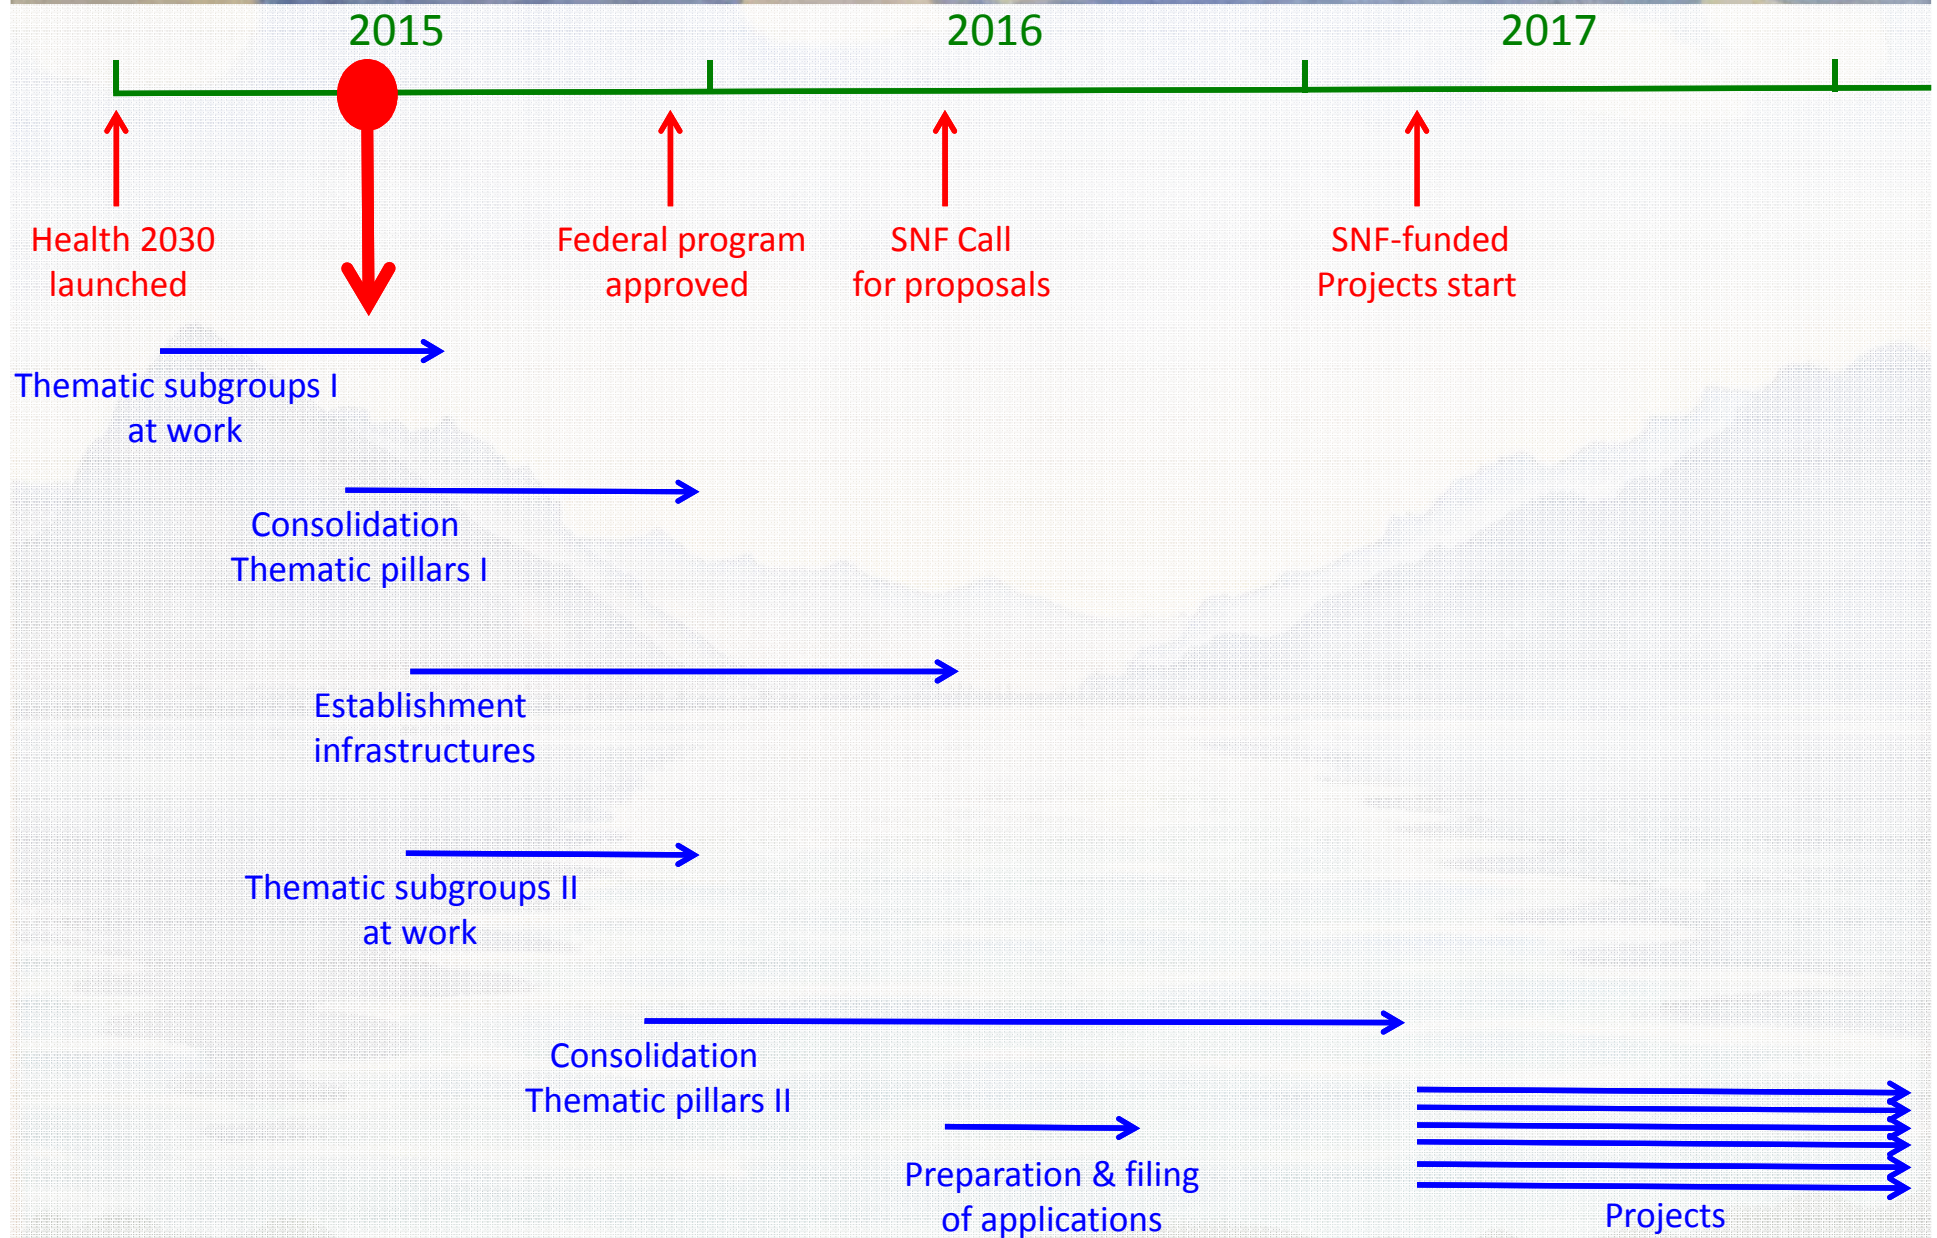 2015
2016
2017
Health 2030
launched
Federal program
approved
SNF Call
for proposals
SNF-funded
Projects start
Thematic subgroups I
at work
Consolidation
Thematic pillars I
Establishment
infrastructures
Thematic subgroups II
at work
Consolidation
Thematic pillars II
Preparation & filing
of applications
Projects